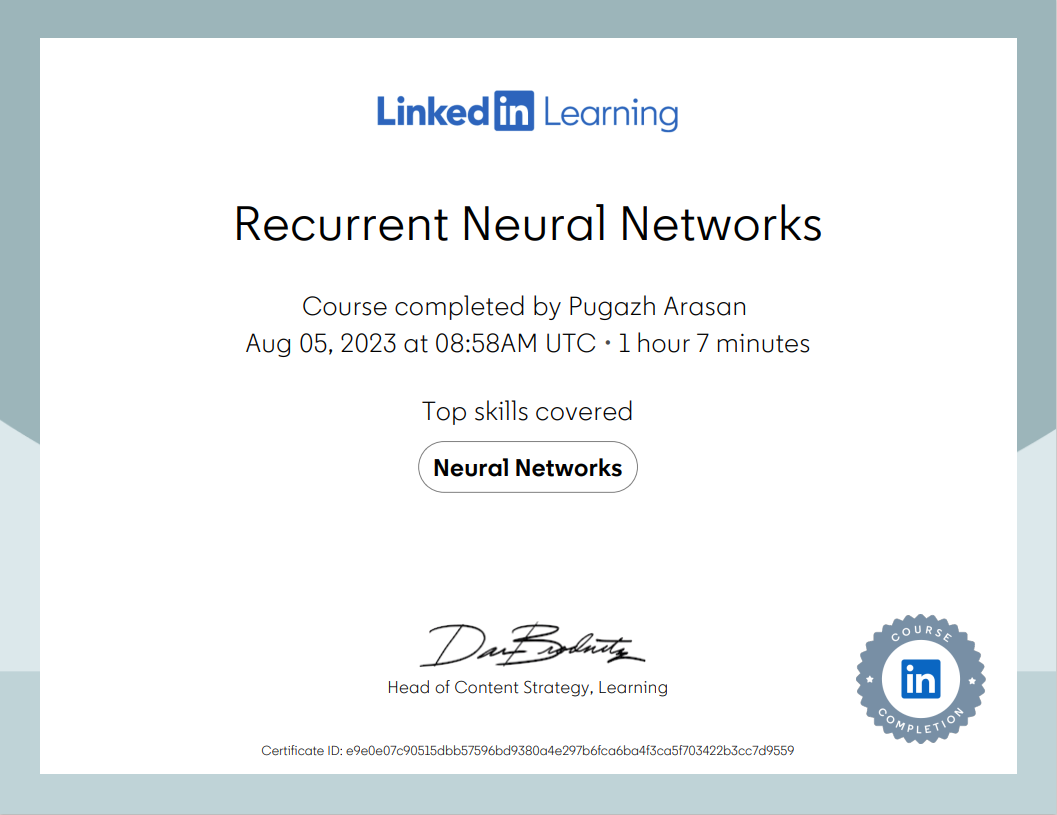 Linkedin Learning
Recurrent Neural Networks
Course completed by Pugazh Arasan
Aug 05, 2023 at 08:58AM UTC • 1 hour 7 minutes
Top skills covered
Neural Networks
Dan Brodnitz
Head of Content Strategy, Learning
COURSE
in
COMPLETION
Certificate ID: e9e0e07c90515dbb57596bd9380a4e297b6fca6ba4f3ca5f703422b3cc7d9559